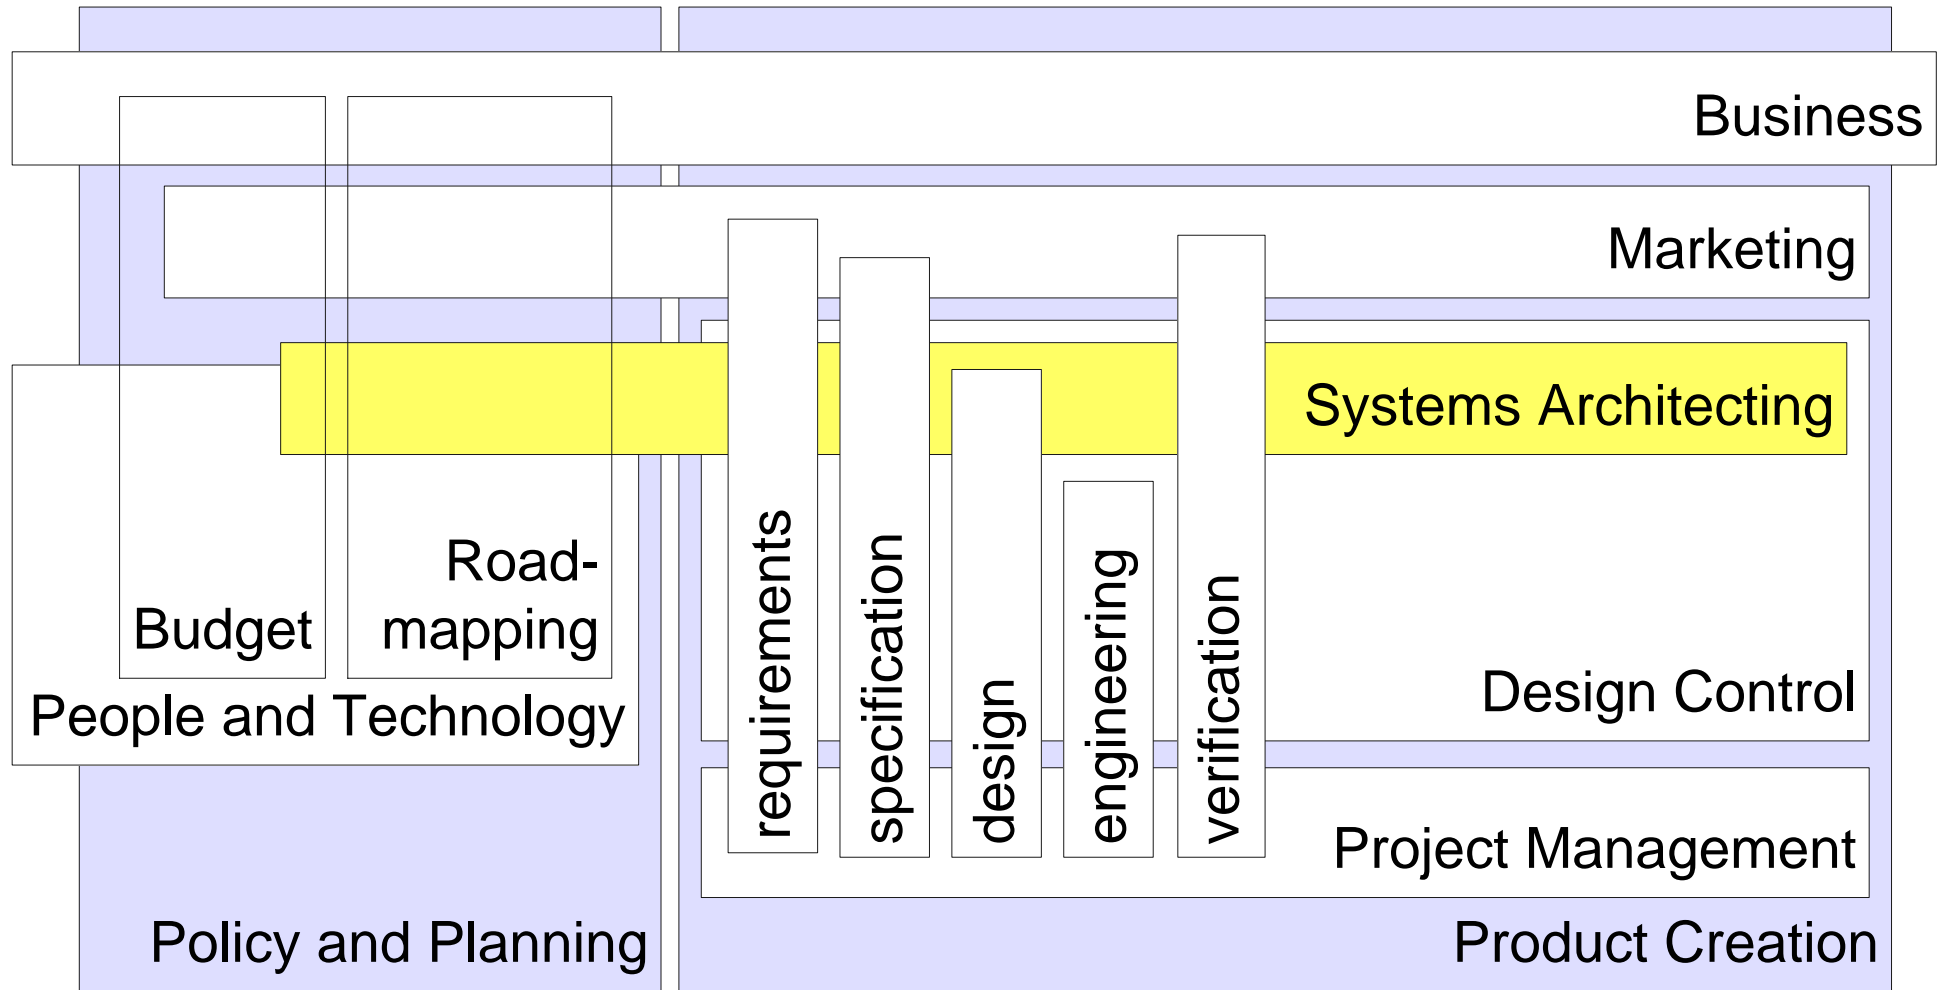 Business
Marketing
Systems Architecting
Road-
mapping
Budget
People and Technology
requirements
specification
design
engineering
verification
Design Control
Project Management
Policy and Planning
Product Creation